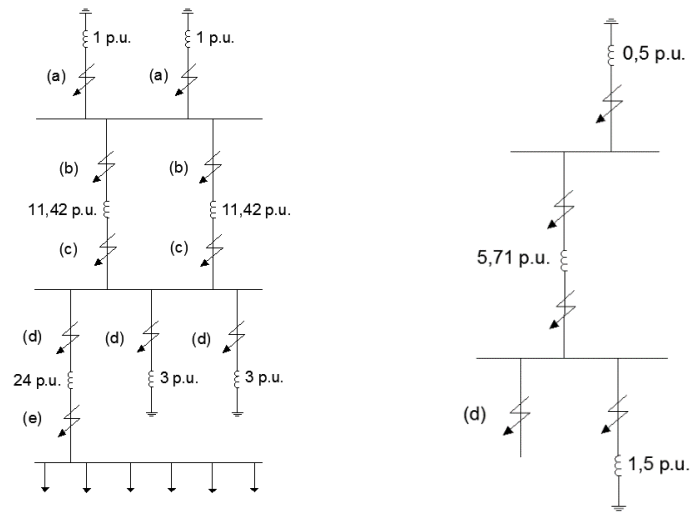 1 p.u.
1 p.u.
(a)
(a)
(b)
(b)
11,42 p.u.
11,42 p.u.
(c)
(c)
(d)
(d)
(d)
24 p.u.
3 p.u.
3 p.u.
(e)
0,5 p.u.
5,71 p.u.
(d)
1,5 p.u.